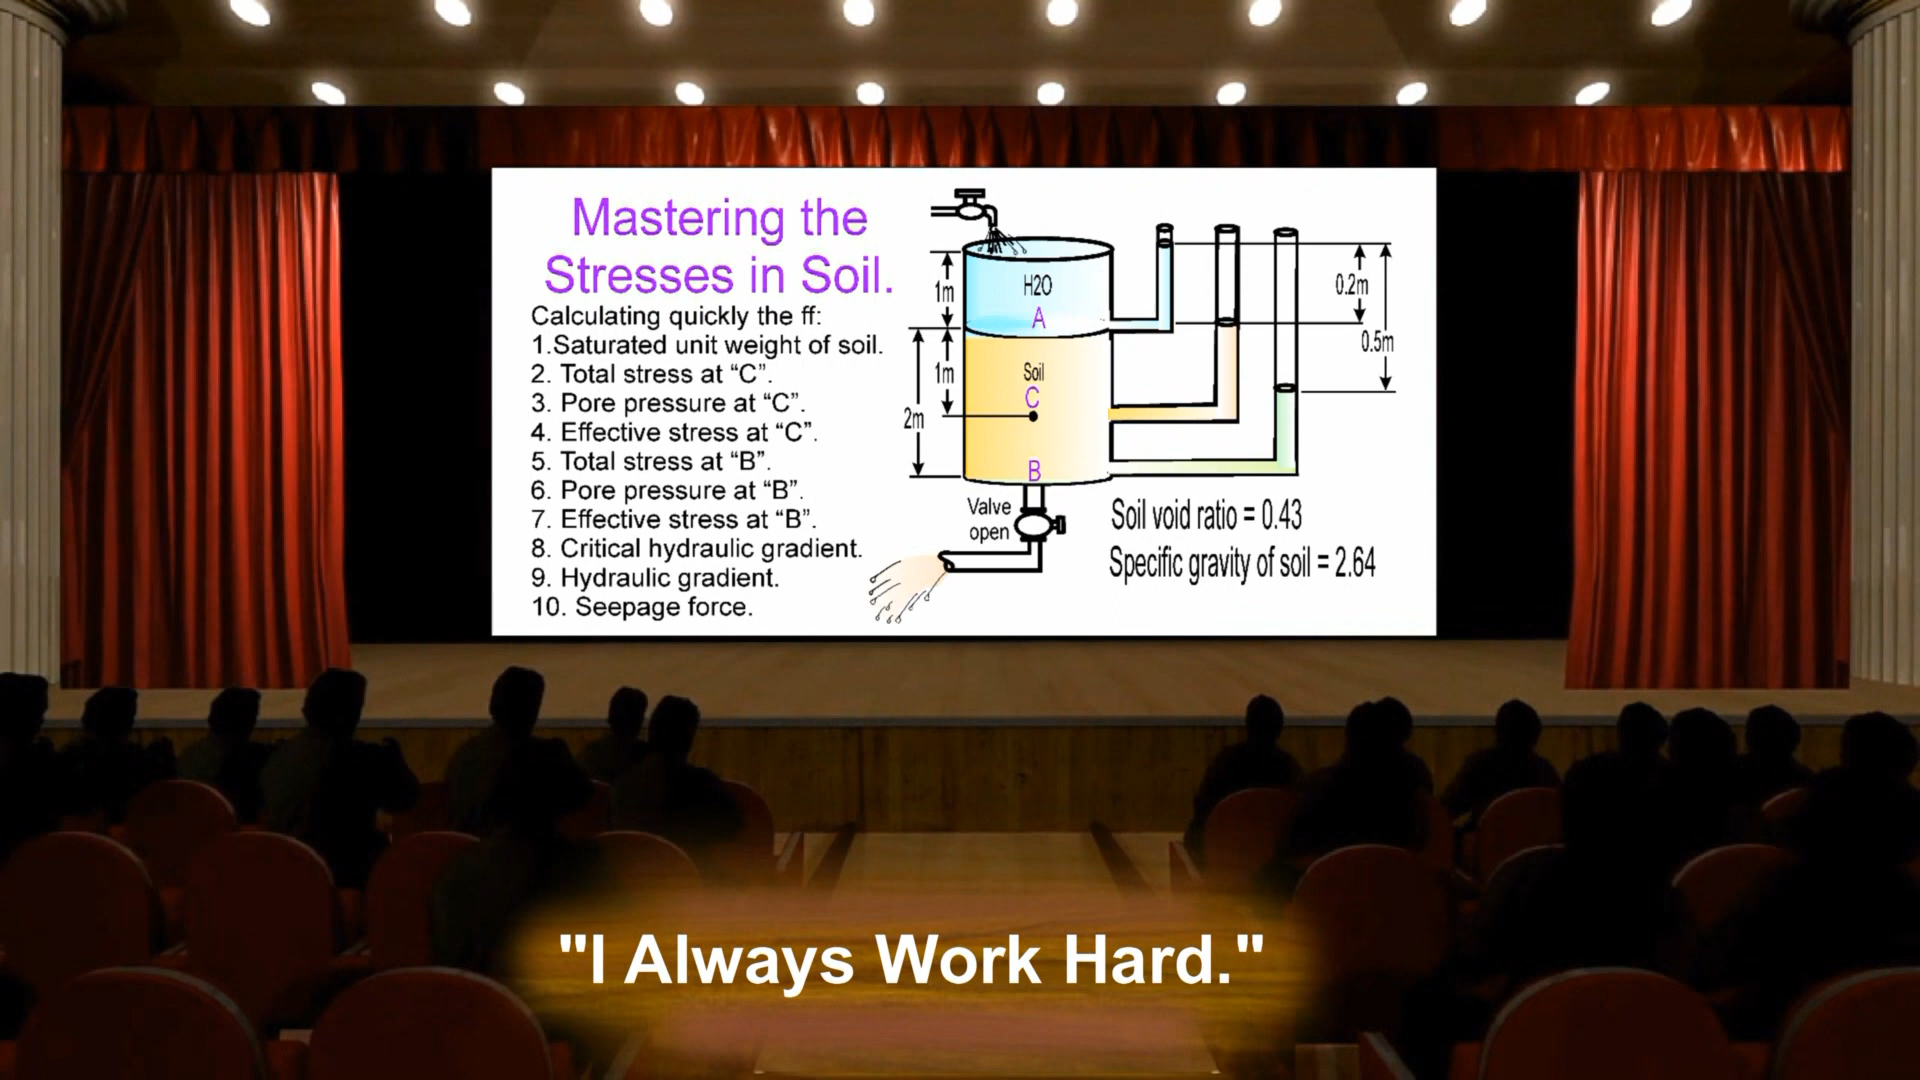 Mastering the
Stresses in Soil.
Calculating quickly the ff:
1.Saturated unit weight of soil.
2. Total stress at “C”.
3. Pore pressure at “C”.
4. Effective stress at “C”.
5. Total stress at “B”.
6. Pore pressure at “B”.
7. Effective stress at “B”.
8. Critical hydraulic gradient.
9. Hydraulic gradient.
10. Seepage force.
1m
H2O
A
1m
Soil
C
2m
B
0.2m
0.5m
Valve
open
Soil void ratio = 0.43
Specific gravity of soil = 2.64
"I Always Work Hard."